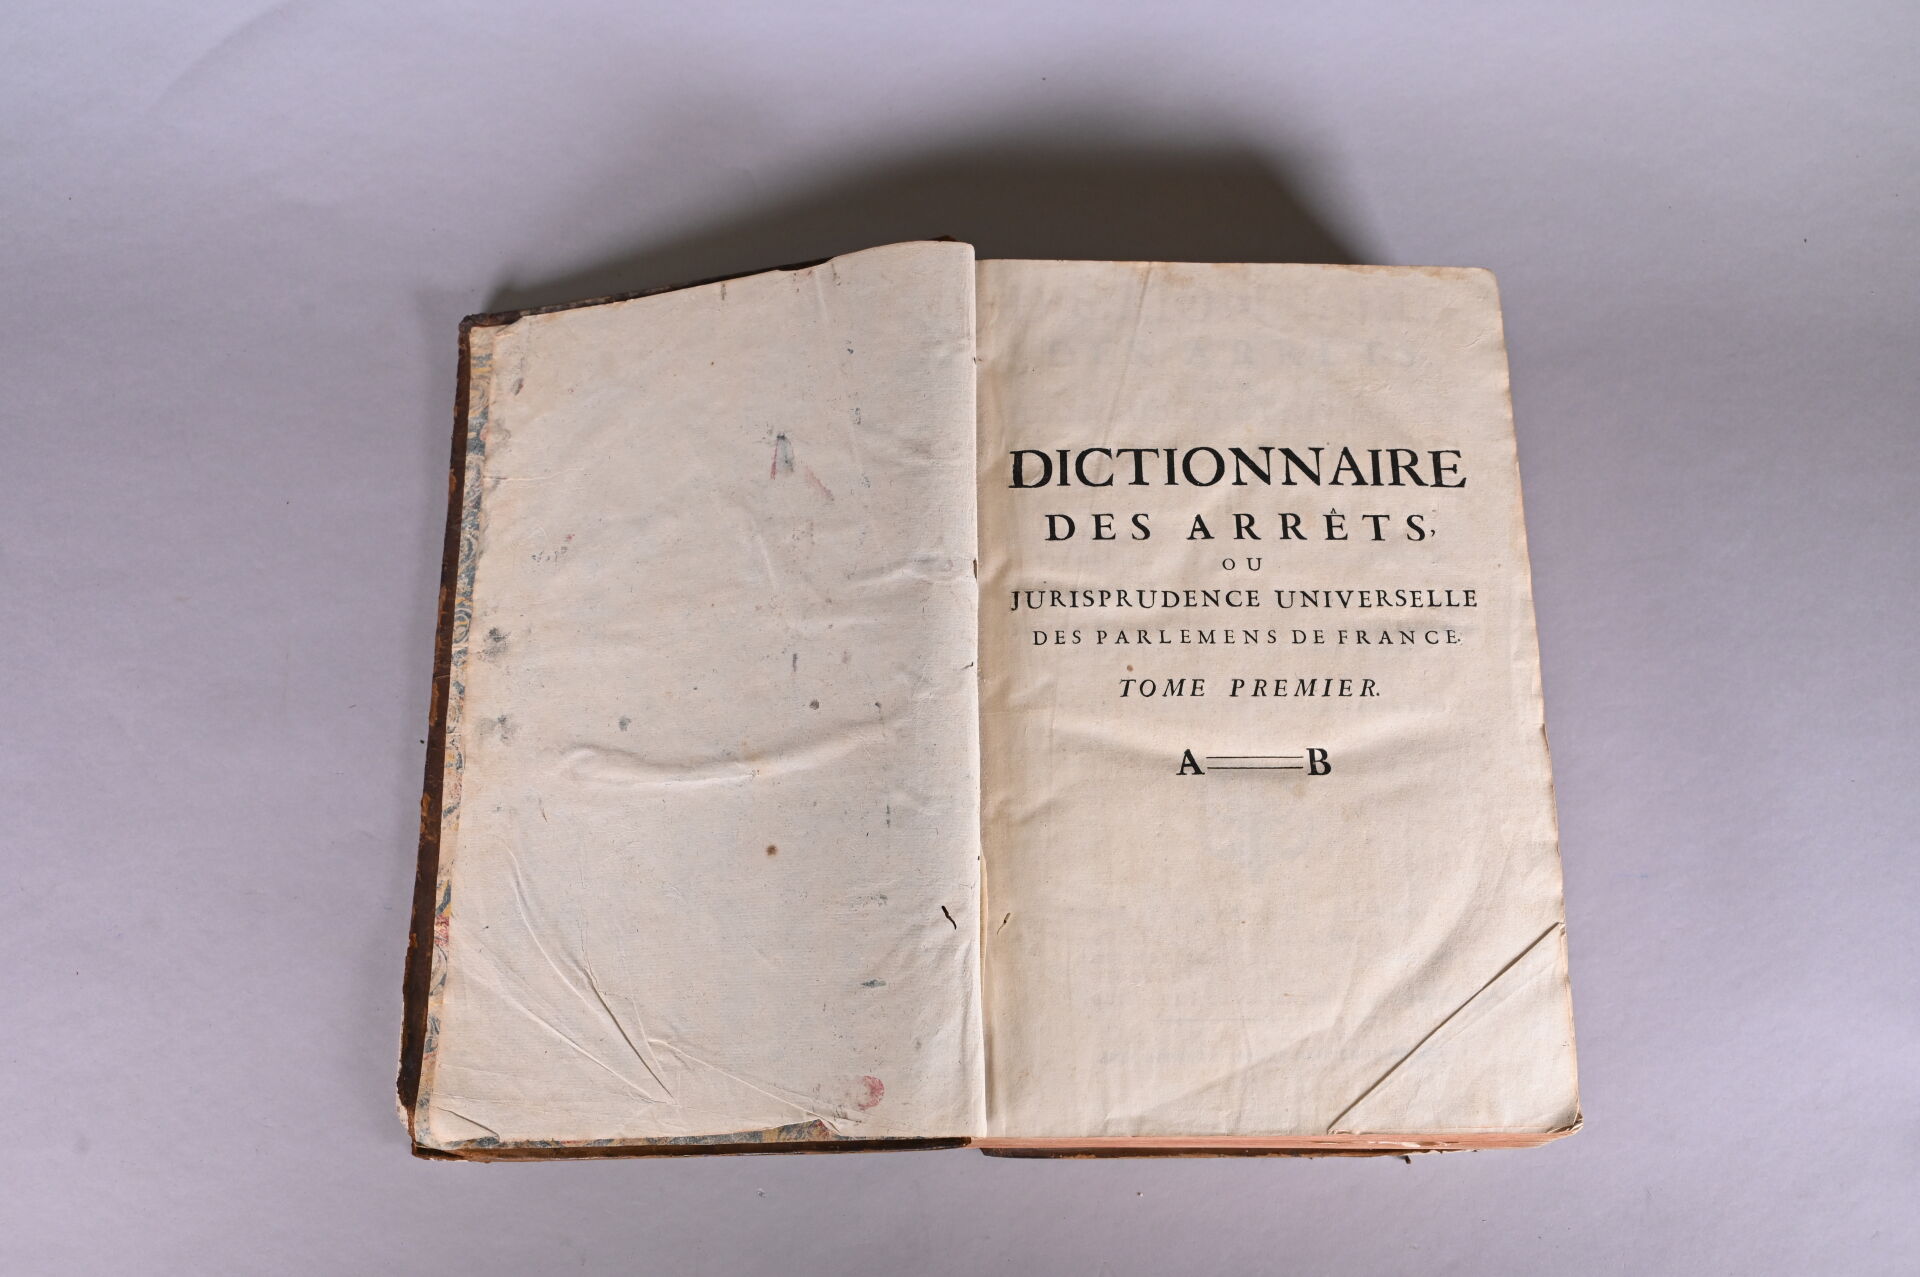 DICTIONNAIRE
DES ARRÊTS,
OU
JURISPRUDENCE UNIVERSELLE
DES PARLEMENS DE FRANCE.
TOME PREMIER.
A B